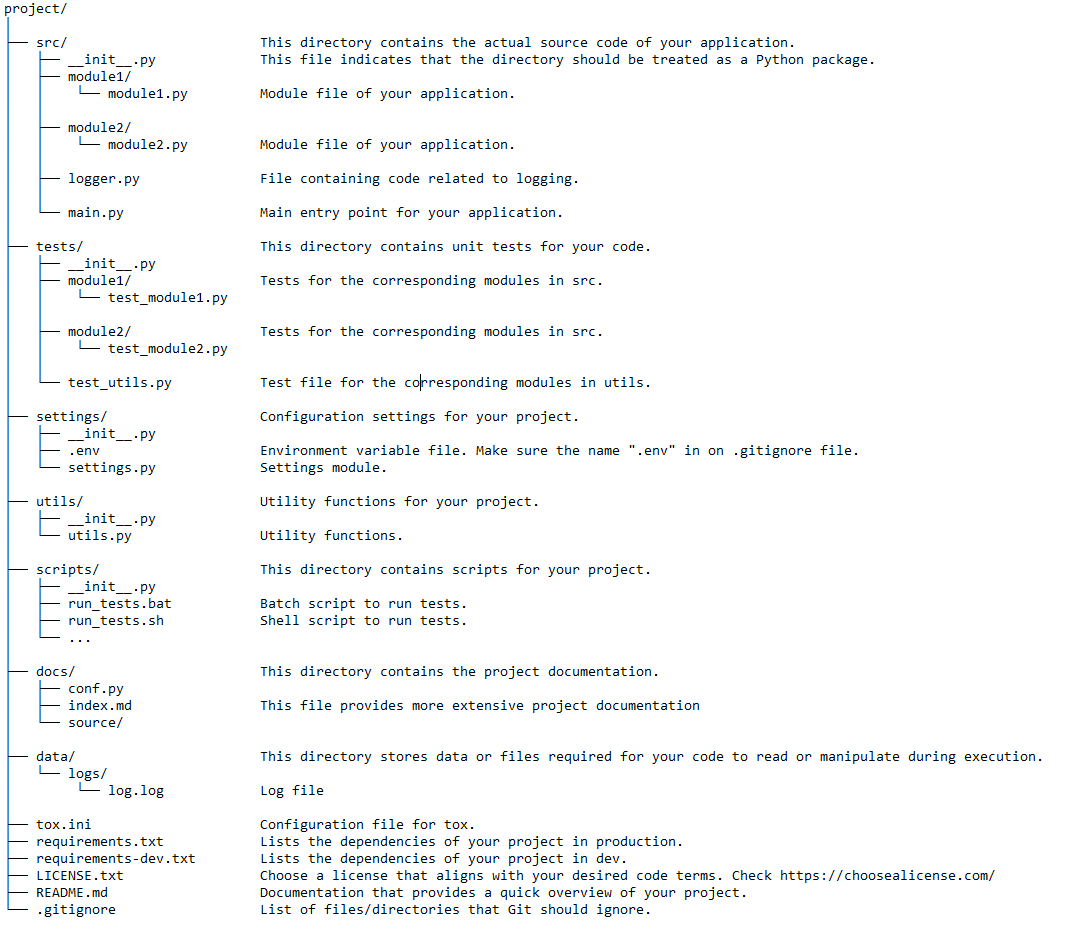 project/
├── src/                            This directory contains the actual source code of your application.
│   ├── __init__.py             This file indicates that the directory should be treated as a Python package.
│   ├── module1/
│   │   └── module1.py         Module file of your application.
│   ├── module2/
│   │   └── module2.py         Module file of your application.
│   ├── logger.py               File containing code related to logging.
│   └── main.py                 Main entry point for your application.
├── tests/                          This directory contains unit tests for your code.
│   ├── __init__.py
│   ├── module1/                Tests for the corresponding modules in src.
│   │   └── test_module1.py
│   ├── module2/                Tests for the corresponding modules in src.
│   │   └── test_module2.py
│   └── test_utils.py           Test file for the corresponding modules in utils.
├── settings/                       Configuration settings for your project.
│   ├── __init__.py
│   ├── .env                    Environment variable file. Make sure the name ".env" in on .gitignore file.
│   └── settings.py             Settings module.
├── utils/                          Utility functions for your project.
│   ├── __init__.py
│   └── utils.py                Utility functions.
├── scripts/                        This directory contains scripts for your project.
│   ├── __init__.py
│   ├── run_tests.bat           Batch script to run tests.
│   ├── run_tests.sh            Shell script to run tests.
│   └── ...
├── docs/                           This directory contains the project documentation.
│   ├── conf.py
│   ├── index.md                This file provides more extensive project documentation
│   └── source/
├── data/                           This directory stores data or files required for your code to read or manipulate during execution.
│   └── logs/
│       └── log.log             Log file
├── tox.ini                         Configuration file for tox.
├── requirements.txt                Lists the dependencies of your project in production.
├── requirements-dev.txt            Lists the dependencies of your project in dev.
├── LICENSE.txt                     Choose a license that aligns with your desired code terms. Check https://choosealicense.com/
├── README.md                       Documentation that provides a quick overview of your project.
└── .gitignore                      List of files/directories that Git should ignore.